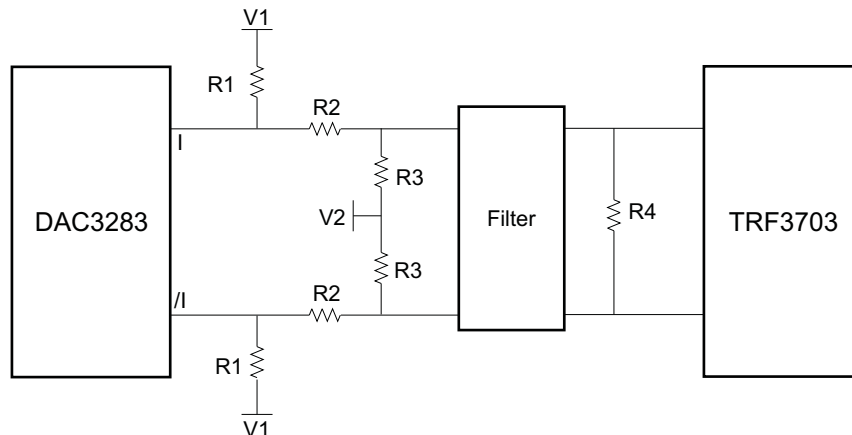 V1
R1
R2
I
R3
DAC3283
V2
Filter
R4
TRF3703
R3
/I
R2
R1
V1